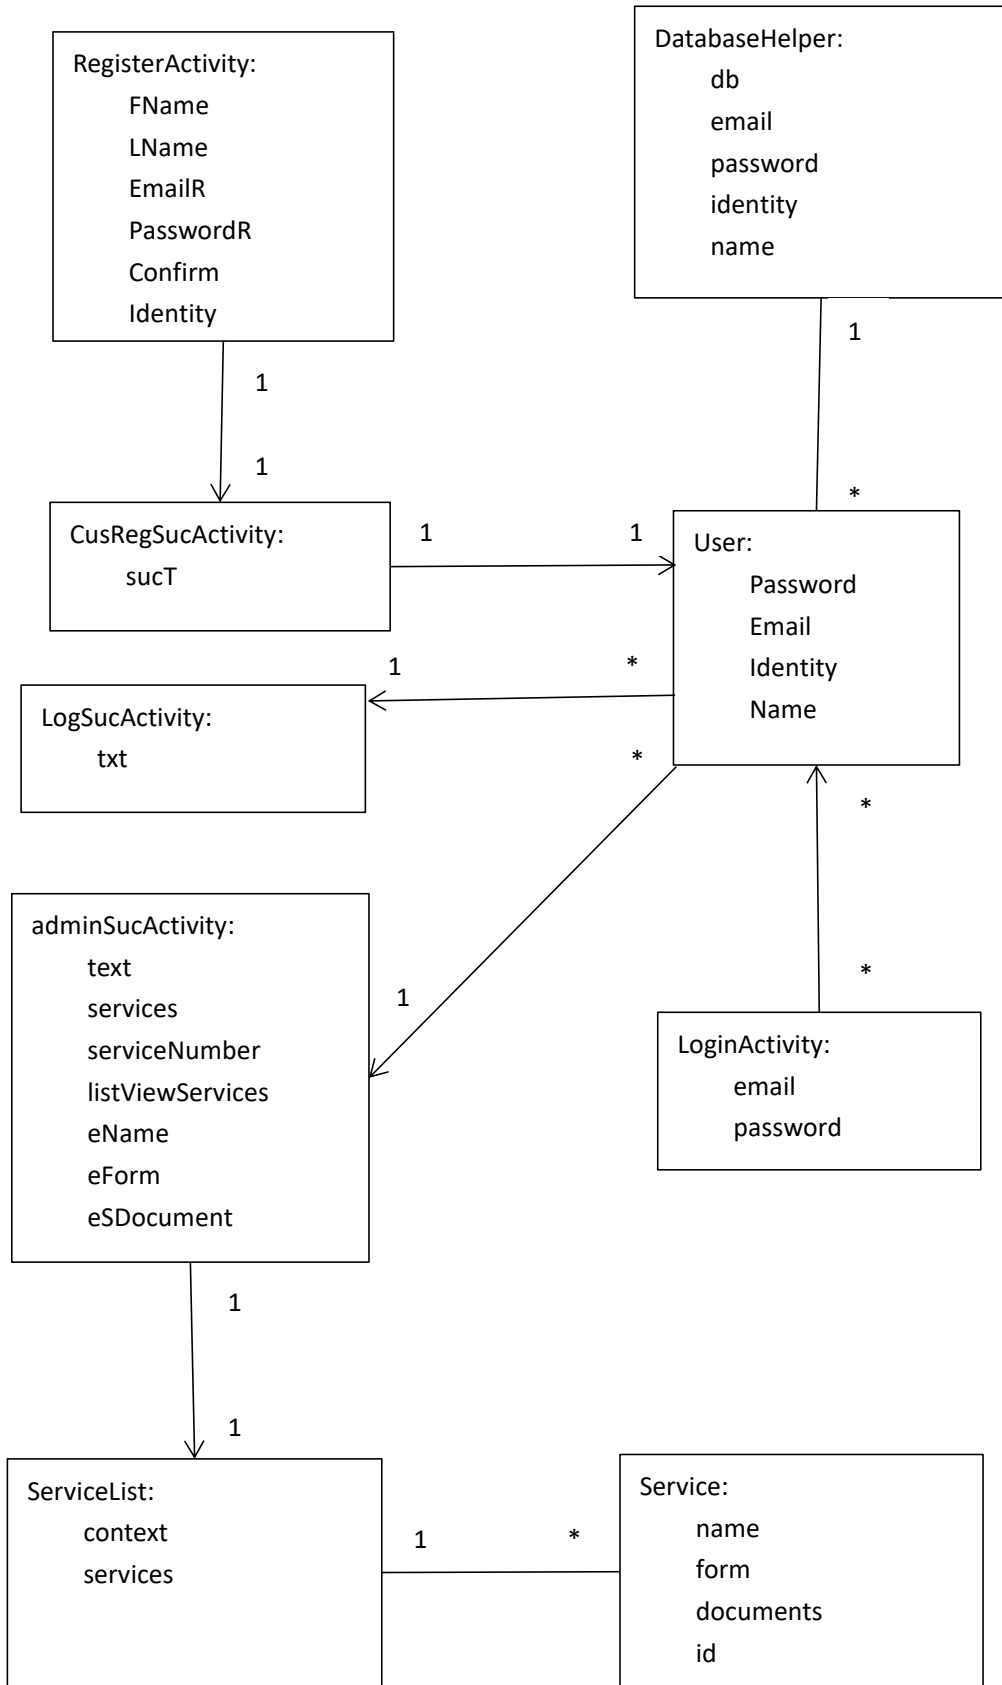 RegisterActivity:
FName
LName
EmailR
PasswordR
Confirm
Identity
DatabaseHelper:
db
email
password
identity
name
1
1
1
*
CusRegSucActivity:
sucT
1
1
User:
Password
Email
Identity
Name
1
*
LogSucActivity:
txt
*
1
*
*
adminSucActivity:
text
services
serviceNumber
listViewServices
eName
eForm
eSDocument
LoginActivity:
email
password
1
1
ServiceList:
context
services
1
*
Service:
name
form
documents
id